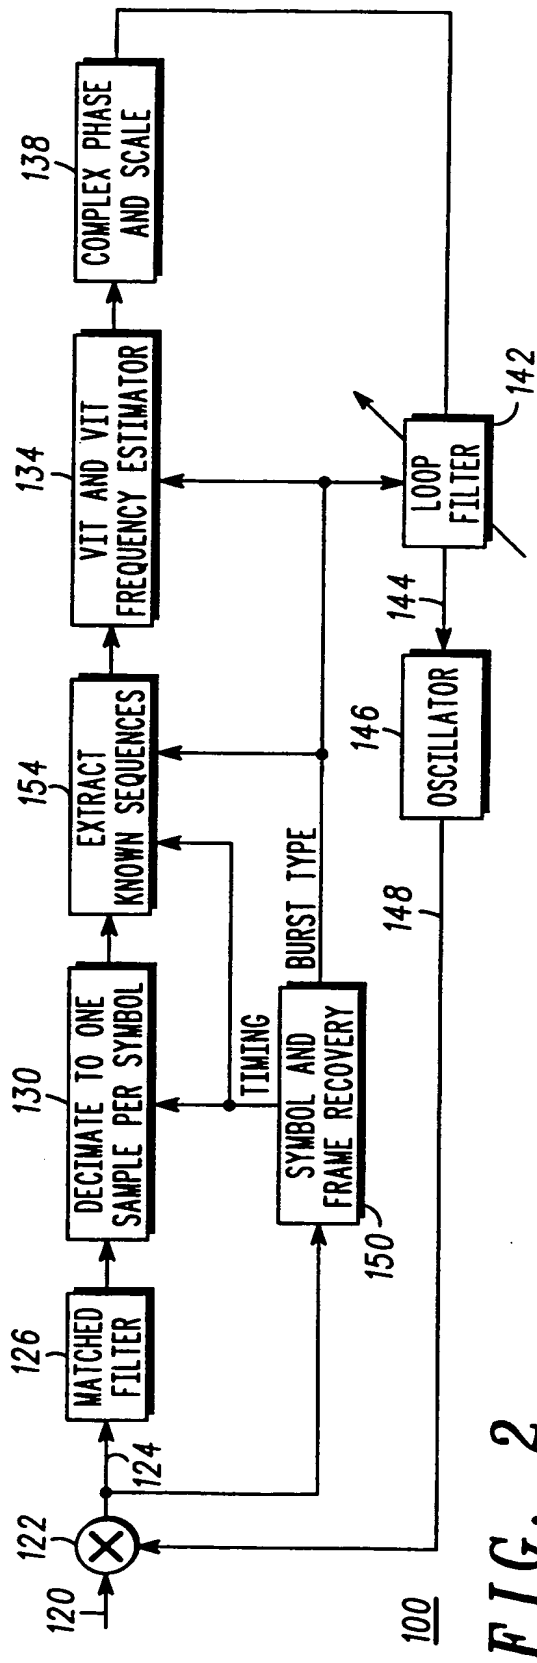 120
122
124
126
MATCHED
FILTER
130
DECIMATE TO ONE
SAMPLE PER SYMBOL
154
EXTRACT
KNOWN SEQUENCES
134
VIT AND VIT
FREQUENCY ESTIMATOR
138
COMPLEX PHASE
AND SCALE
TIMING
BURST TYPE
SYMBOL AND
FRAME RECOVERY
150
148
146
OSCILLATOR
144
LOOP
FILTER
142
100
FIG. 2